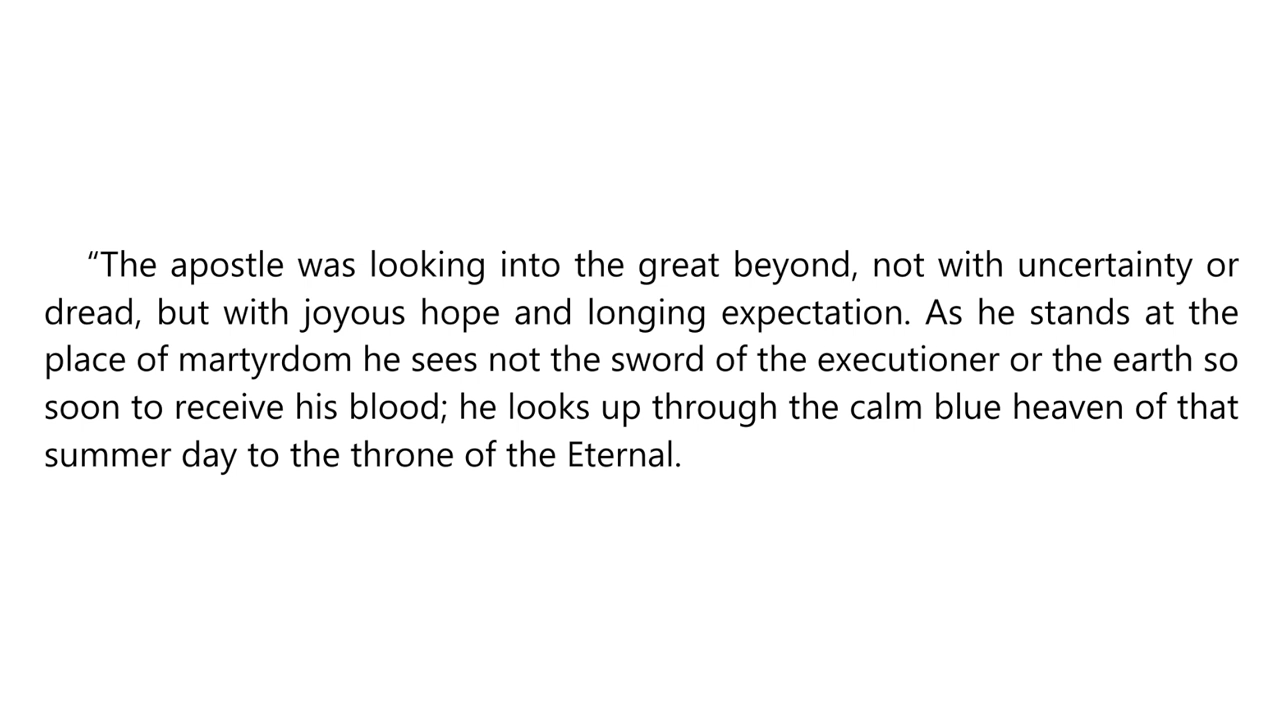 “The apostle was looking into the great beyond, not with uncertainty or
dread, but with joyous hope and longing expectation. As he stands at the
place of martyrdom he sees not the sword of the executioner or the earth so
soon to receive his blood; he looks up through the calm blue heaven of that
summer day to the throne of the Eternal.